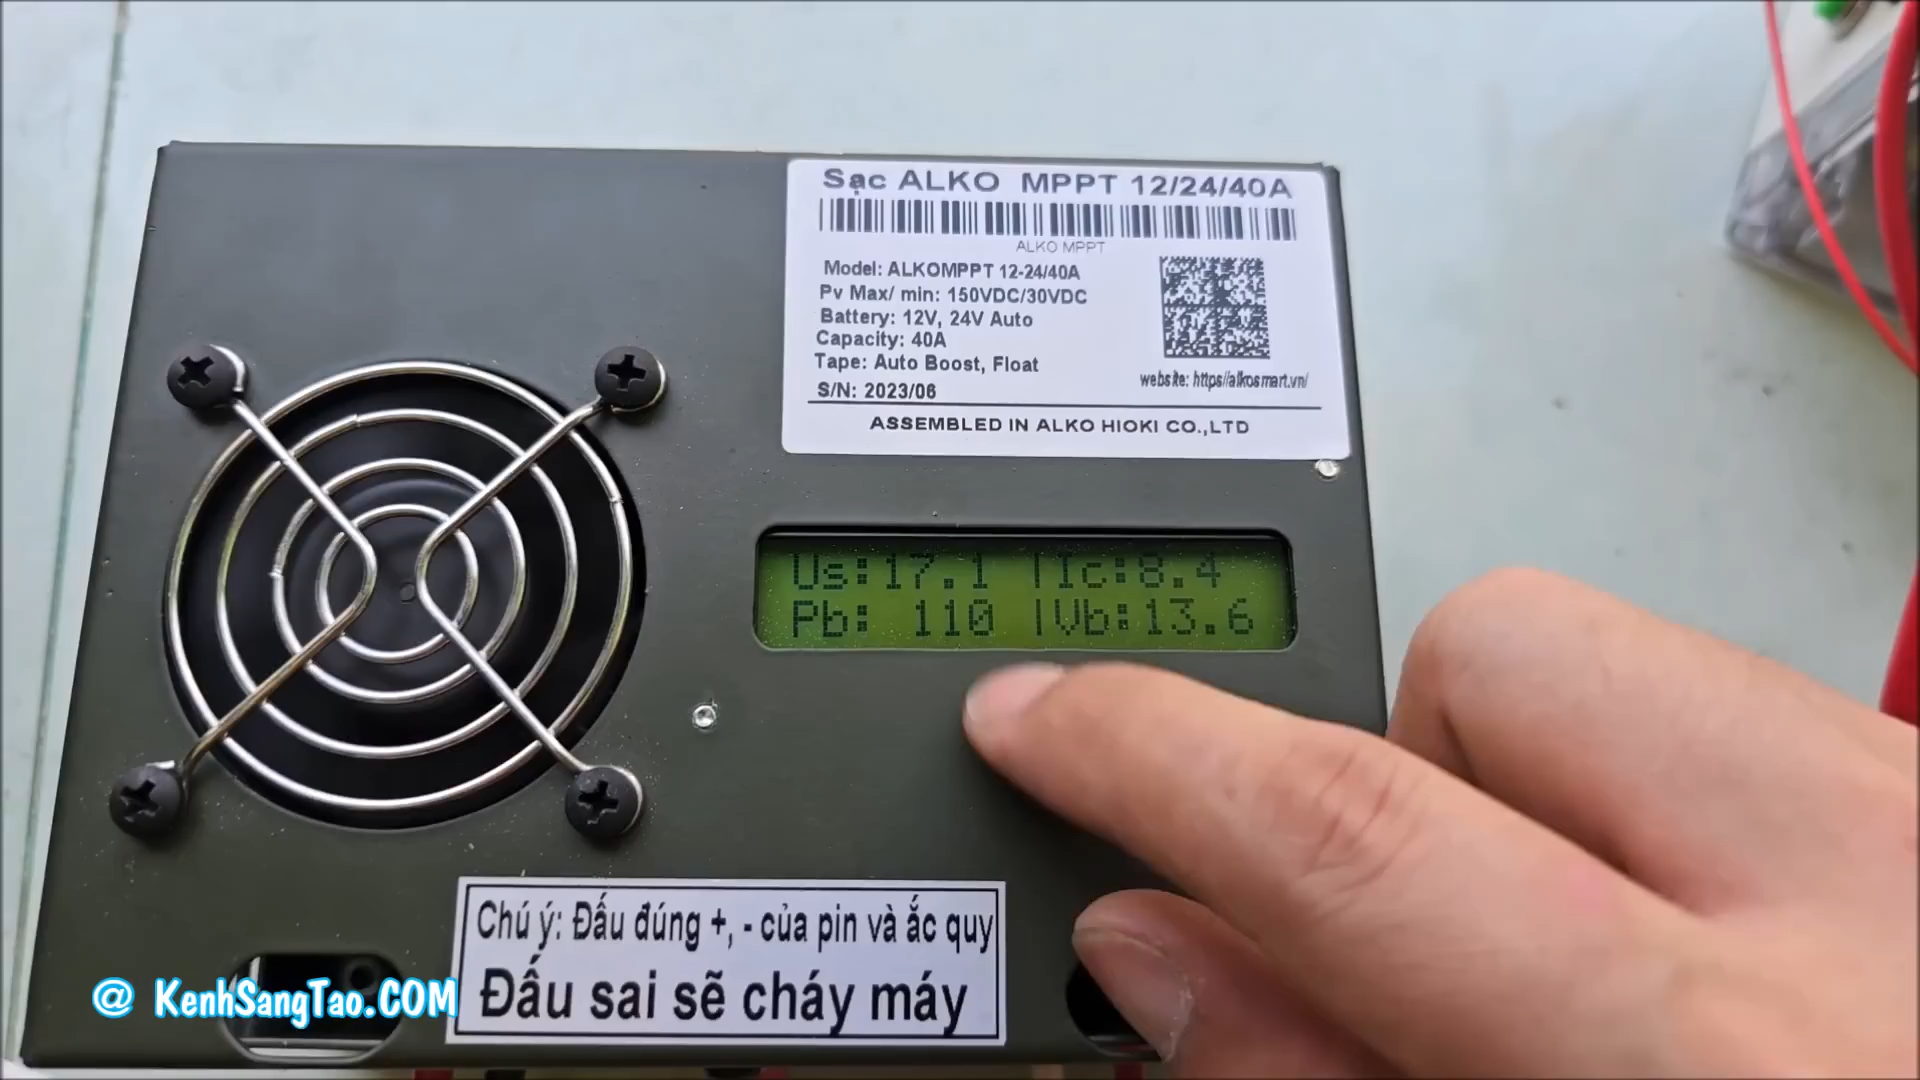 Sạc ALKO MPPT 12/24/40A
ALKO MPPT
Model: ALKOMPPT 12-24/40A
Pv Max/ min: 150VDC/30VDC
Battery: 12V, 24V Auto
Capacity: 40A
Tape: Auto Boost, Float
S/N: 2023/06
website: https//alkosmart.vn/
ASSEMBLED IN ALKO HIOKI CO.,LTD
Us:17.1 |Ic:8.4
Pb: 110 |Vb:13.6
Chú ý: Đấu đúng +, - của pin và ắc quy
Đấu sai sẽ cháy máy
@ KenhSangTao.COM